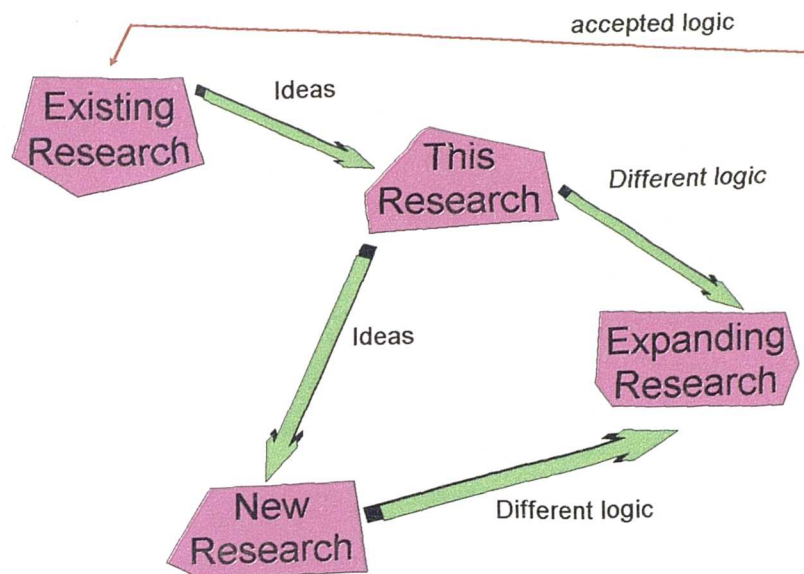 accepted logic
Existing
Research
Ideas
This
Research
Different logic
Ideas
Expanding
Research
New
Research
Different logic